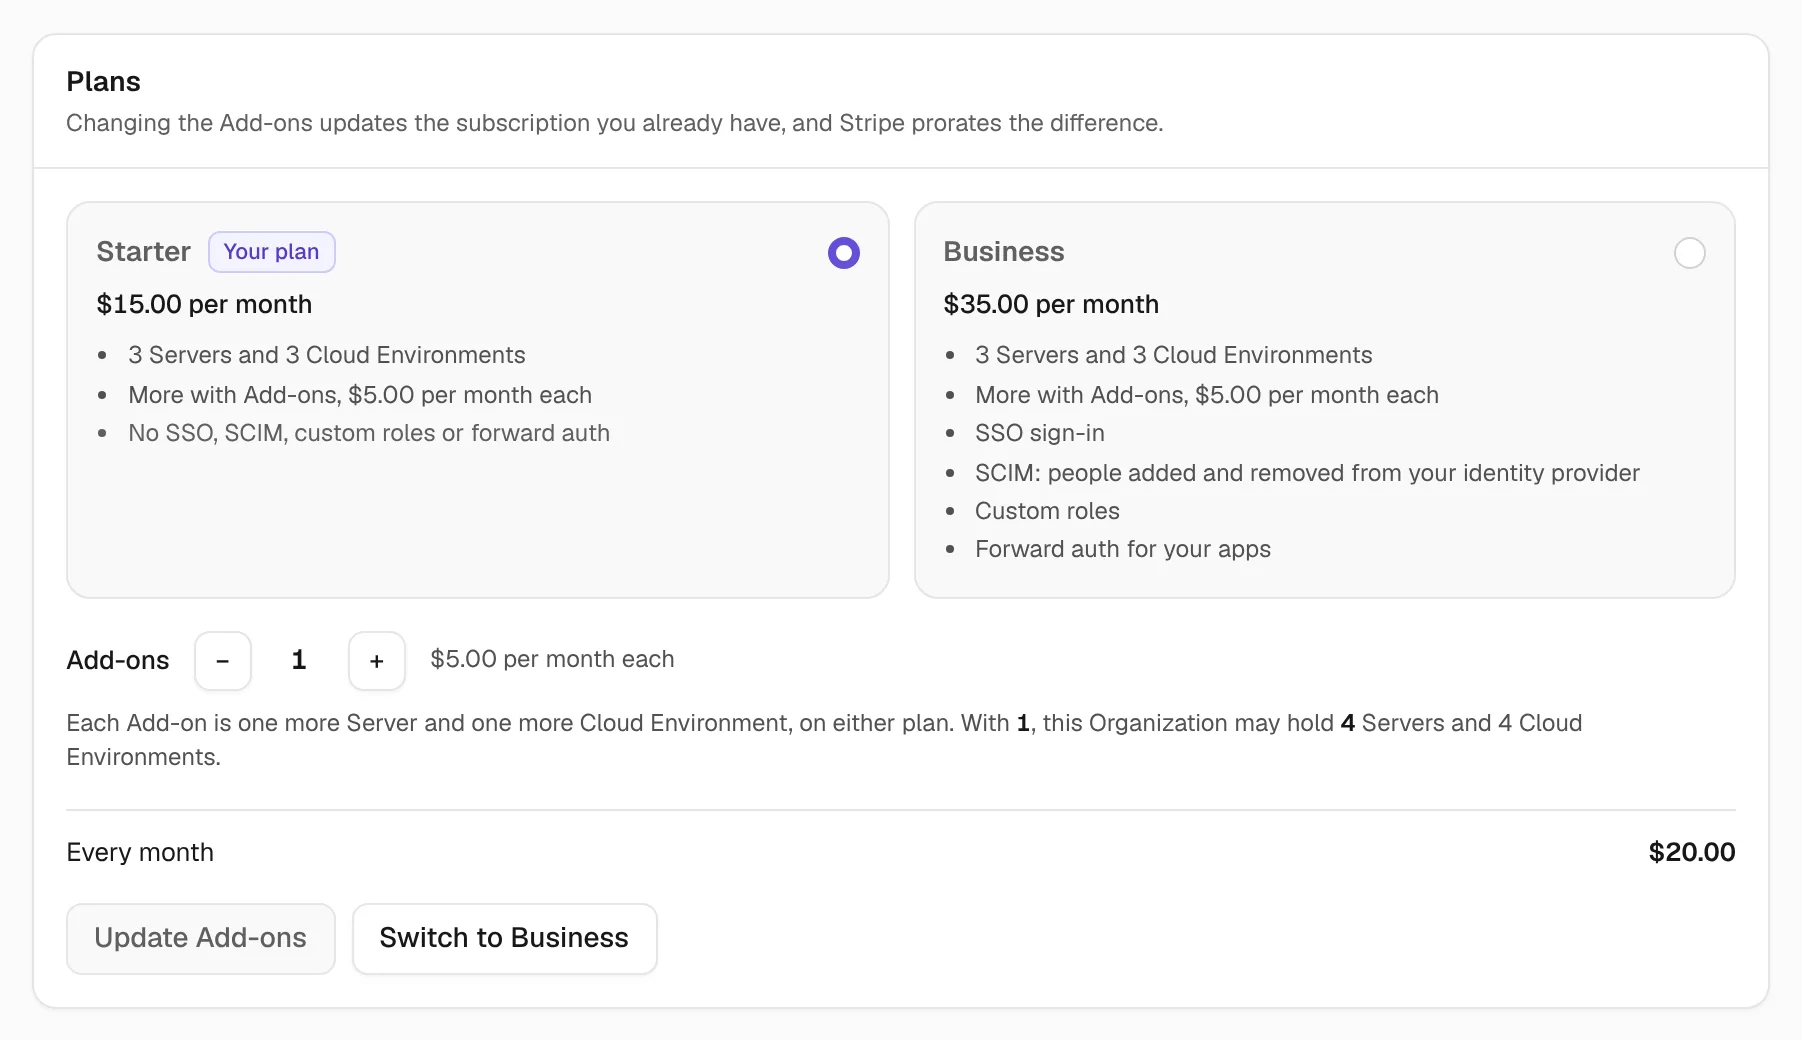 Plans
Changing the Add-ons updates the subscription you already have, and Stripe prorates the difference.
Starter
Your plan
$15.00 per month
• 3 Servers and 3 Cloud Environments
• More with Add-ons, $5.00 per month each
• No SSO, SCIM, custom roles or forward auth
Business
$35.00 per month
• 3 Servers and 3 Cloud Environments
• More with Add-ons, $5.00 per month each
• SSO sign-in
• SCIM: people added and removed from your identity provider
• Custom roles
• Forward auth for your apps
Add-ons − 1 + $5.00 per month each
Each Add-on is one more Server and one more Cloud Environment, on either plan. With 1, this Organization may hold 4 Servers and 4 Cloud
Environments.
Every month $20.00
Update Add-ons Switch to Business